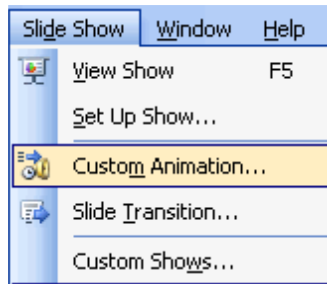 Slide Show Window Help
View Show F5
Set Up Show...
Custom Animation...
Slide Transition...
Custom Shows...